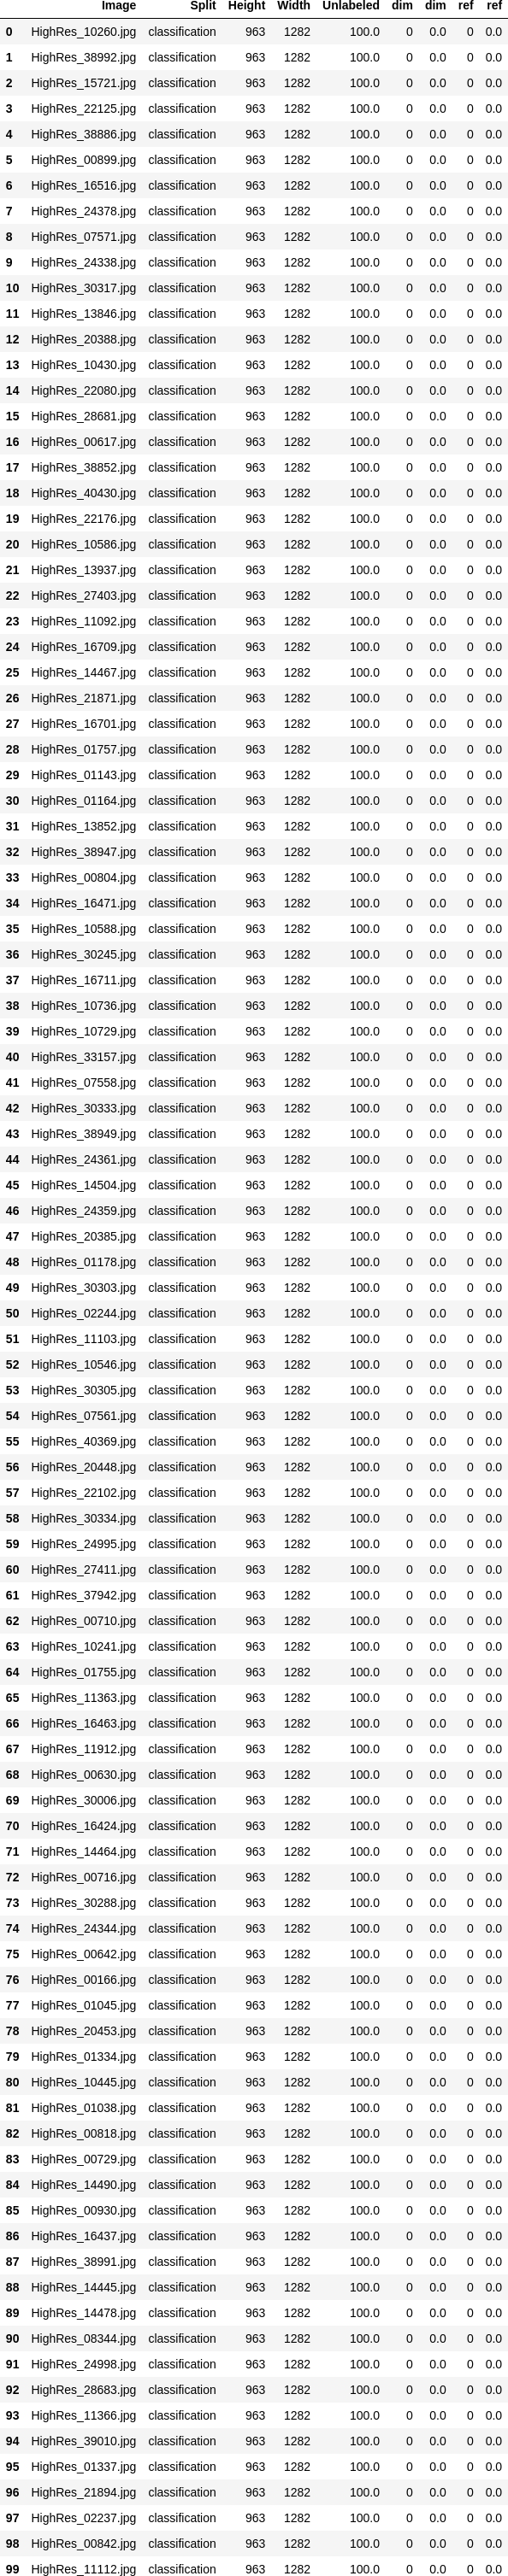 Image Split Height Width Unlabeled dim dim ref ref
0 HighRes_10260.jpg classification 963 1282 100.0 0 0.0 0 0.0
1 HighRes_38992.jpg classification 963 1282 100.0 0 0.0 0 0.0
2 HighRes_15721.jpg classification 963 1282 100.0 0 0.0 0 0.0
3 HighRes_22125.jpg classification 963 1282 100.0 0 0.0 0 0.0
4 HighRes_38886.jpg classification 963 1282 100.0 0 0.0 0 0.0
5 HighRes_00899.jpg classification 963 1282 100.0 0 0.0 0 0.0
6 HighRes_16516.jpg classification 963 1282 100.0 0 0.0 0 0.0
7 HighRes_24378.jpg classification 963 1282 100.0 0 0.0 0 0.0
8 HighRes_07571.jpg classification 963 1282 100.0 0 0.0 0 0.0
9 HighRes_24338.jpg classification 963 1282 100.0 0 0.0 0 0.0
10 HighRes_30317.jpg classification 963 1282 100.0 0 0.0 0 0.0
11 HighRes_13846.jpg classification 963 1282 100.0 0 0.0 0 0.0
12 HighRes_20388.jpg classification 963 1282 100.0 0 0.0 0 0.0
13 HighRes_10430.jpg classification 963 1282 100.0 0 0.0 0 0.0
14 HighRes_22080.jpg classification 963 1282 100.0 0 0.0 0 0.0
15 HighRes_28681.jpg classification 963 1282 100.0 0 0.0 0 0.0
16 HighRes_00617.jpg classification 963 1282 100.0 0 0.0 0 0.0
17 HighRes_38852.jpg classification 963 1282 100.0 0 0.0 0 0.0
18 HighRes_40430.jpg classification 963 1282 100.0 0 0.0 0 0.0
19 HighRes_22176.jpg classification 963 1282 100.0 0 0.0 0 0.0
20 HighRes_10586.jpg classification 963 1282 100.0 0 0.0 0 0.0
21 HighRes_13937.jpg classification 963 1282 100.0 0 0.0 0 0.0
22 HighRes_27403.jpg classification 963 1282 100.0 0 0.0 0 0.0
23 HighRes_11092.jpg classification 963 1282 100.0 0 0.0 0 0.0
24 HighRes_16709.jpg classification 963 1282 100.0 0 0.0 0 0.0
25 HighRes_14467.jpg classification 963 1282 100.0 0 0.0 0 0.0
26 HighRes_21871.jpg classification 963 1282 100.0 0 0.0 0 0.0
27 HighRes_16701.jpg classification 963 1282 100.0 0 0.0 0 0.0
28 HighRes_01757.jpg classification 963 1282 100.0 0 0.0 0 0.0
29 HighRes_01143.jpg classification 963 1282 100.0 0 0.0 0 0.0
30 HighRes_01164.jpg classification 963 1282 100.0 0 0.0 0 0.0
31 HighRes_13852.jpg classification 963 1282 100.0 0 0.0 0 0.0
32 HighRes_38947.jpg classification 963 1282 100.0 0 0.0 0 0.0
33 HighRes_00804.jpg classification 963 1282 100.0 0 0.0 0 0.0
34 HighRes_16471.jpg classification 963 1282 100.0 0 0.0 0 0.0
35 HighRes_10588.jpg classification 963 1282 100.0 0 0.0 0 0.0
36 HighRes_30245.jpg classification 963 1282 100.0 0 0.0 0 0.0
37 HighRes_16711.jpg classification 963 1282 100.0 0 0.0 0 0.0
38 HighRes_10736.jpg classification 963 1282 100.0 0 0.0 0 0.0
39 HighRes_10729.jpg classification 963 1282 100.0 0 0.0 0 0.0
40 HighRes_33157.jpg classification 963 1282 100.0 0 0.0 0 0.0
41 HighRes_07558.jpg classification 963 1282 100.0 0 0.0 0 0.0
42 HighRes_30333.jpg classification 963 1282 100.0 0 0.0 0 0.0
43 HighRes_38949.jpg classification 963 1282 100.0 0 0.0 0 0.0
44 HighRes_24361.jpg classification 963 1282 100.0 0 0.0 0 0.0
45 HighRes_14504.jpg classification 963 1282 100.0 0 0.0 0 0.0
46 HighRes_24359.jpg classification 963 1282 100.0 0 0.0 0 0.0
47 HighRes_20385.jpg classification 963 1282 100.0 0 0.0 0 0.0
48 HighRes_01178.jpg classification 963 1282 100.0 0 0.0 0 0.0
49 HighRes_30303.jpg classification 963 1282 100.0 0 0.0 0 0.0
50 HighRes_02244.jpg classification 963 1282 100.0 0 0.0 0 0.0
51 HighRes_11103.jpg classification 963 1282 100.0 0 0.0 0 0.0
52 HighRes_10546.jpg classification 963 1282 100.0 0 0.0 0 0.0
53 HighRes_30305.jpg classification 963 1282 100.0 0 0.0 0 0.0
54 HighRes_07561.jpg classification 963 1282 100.0 0 0.0 0 0.0
55 HighRes_40369.jpg classification 963 1282 100.0 0 0.0 0 0.0
56 HighRes_20448.jpg classification 963 1282 100.0 0 0.0 0 0.0
57 HighRes_22102.jpg classification 963 1282 100.0 0 0.0 0 0.0
58 HighRes_30334.jpg classification 963 1282 100.0 0 0.0 0 0.0
59 HighRes_24995.jpg classification 963 1282 100.0 0 0.0 0 0.0
60 HighRes_27411.jpg classification 963 1282 100.0 0 0.0 0 0.0
61 HighRes_37942.jpg classification 963 1282 100.0 0 0.0 0 0.0
62 HighRes_00710.jpg classification 963 1282 100.0 0 0.0 0 0.0
63 HighRes_10241.jpg classification 963 1282 100.0 0 0.0 0 0.0
64 HighRes_01755.jpg classification 963 1282 100.0 0 0.0 0 0.0
65 HighRes_11363.jpg classification 963 1282 100.0 0 0.0 0 0.0
66 HighRes_16463.jpg classification 963 1282 100.0 0 0.0 0 0.0
67 HighRes_11912.jpg classification 963 1282 100.0 0 0.0 0 0.0
68 HighRes_00630.jpg classification 963 1282 100.0 0 0.0 0 0.0
69 HighRes_30006.jpg classification 963 1282 100.0 0 0.0 0 0.0
70 HighRes_16424.jpg classification 963 1282 100.0 0 0.0 0 0.0
71 HighRes_14464.jpg classification 963 1282 100.0 0 0.0 0 0.0
72 HighRes_00716.jpg classification 963 1282 100.0 0 0.0 0 0.0
73 HighRes_30288.jpg classification 963 1282 100.0 0 0.0 0 0.0
74 HighRes_24344.jpg classification 963 1282 100.0 0 0.0 0 0.0
75 HighRes_00642.jpg classification 963 1282 100.0 0 0.0 0 0.0
76 HighRes_00166.jpg classification 963 1282 100.0 0 0.0 0 0.0
77 HighRes_01045.jpg classification 963 1282 100.0 0 0.0 0 0.0
78 HighRes_20453.jpg classification 963 1282 100.0 0 0.0 0 0.0
79 HighRes_01334.jpg classification 963 1282 100.0 0 0.0 0 0.0
80 HighRes_10445.jpg classification 963 1282 100.0 0 0.0 0 0.0
81 HighRes_01038.jpg classification 963 1282 100.0 0 0.0 0 0.0
82 HighRes_00818.jpg classification 963 1282 100.0 0 0.0 0 0.0
83 HighRes_00729.jpg classification 963 1282 100.0 0 0.0 0 0.0
84 HighRes_14490.jpg classification 963 1282 100.0 0 0.0 0 0.0
85 HighRes_00930.jpg classification 963 1282 100.0 0 0.0 0 0.0
86 HighRes_16437.jpg classification 963 1282 100.0 0 0.0 0 0.0
87 HighRes_38991.jpg classification 963 1282 100.0 0 0.0 0 0.0
88 HighRes_14445.jpg classification 963 1282 100.0 0 0.0 0 0.0
89 HighRes_14478.jpg classification 963 1282 100.0 0 0.0 0 0.0
90 HighRes_08344.jpg classification 963 1282 100.0 0 0.0 0 0.0
91 HighRes_24998.jpg classification 963 1282 100.0 0 0.0 0 0.0
92 HighRes_28683.jpg classification 963 1282 100.0 0 0.0 0 0.0
93 HighRes_11366.jpg classification 963 1282 100.0 0 0.0 0 0.0
94 HighRes_39010.jpg classification 963 1282 100.0 0 0.0 0 0.0
95 HighRes_01337.jpg classification 963 1282 100.0 0 0.0 0 0.0
96 HighRes_21894.jpg classification 963 1282 100.0 0 0.0 0 0.0
97 HighRes_02237.jpg classification 963 1282 100.0 0 0.0 0 0.0
98 HighRes_00842.jpg classification 963 1282 100.0 0 0.0 0 0.0
99 HighRes_11112.jpg classification 963 1282 100.0 0 0.0 0 0.0